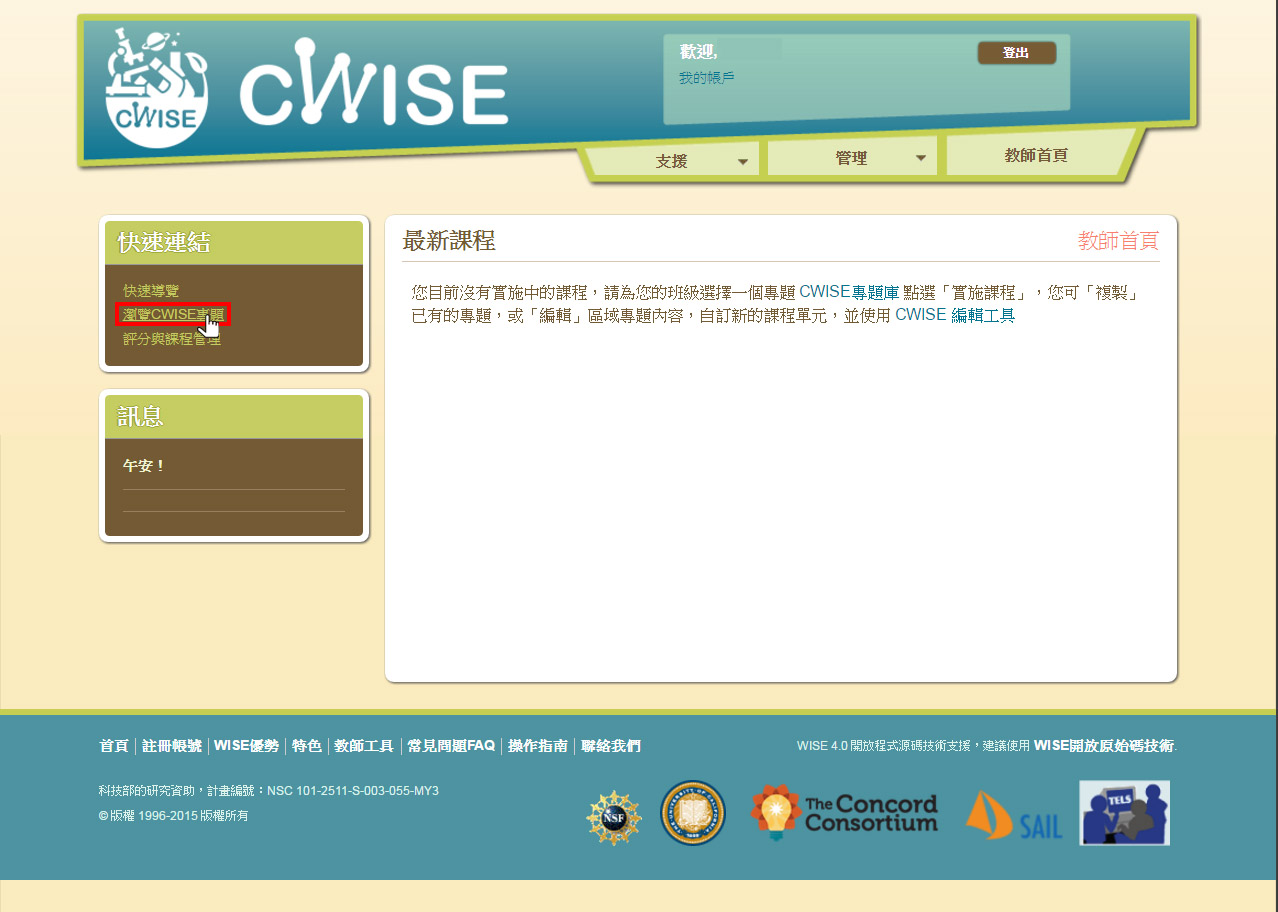 CWISE
CWISE
歡迎,
登出
我的帳戶
支援
管理
教師首頁
快速連結
快速導覽
瀏覽CWISE專題
評分與課程管理
訊息
午安！
最新課程
教師首頁
您目前沒有實施中的課程，請為您的班級選擇一個專題 CWISE專題庫 點選「實施課程」，您可「複製」
已有的專題，或「編輯」區域專題內容，自訂新的課程單元，並使用 CWISE 編輯工具
首頁 | 註冊帳號 | WISE優勢 | 特色 | 教師工具 | 常見問題FAQ | 操作指南 | 聯絡我們
WISE 4.0 開放程式源碼技術支援，建議使用 WISE開放原始碼技術.
科技部的研究資助，計畫編號：NSC 101-2511-S-003-055-MY3
© 版權 1996-2015 版權所有
NSF
The Concord
Consortium
SAIL
TELS